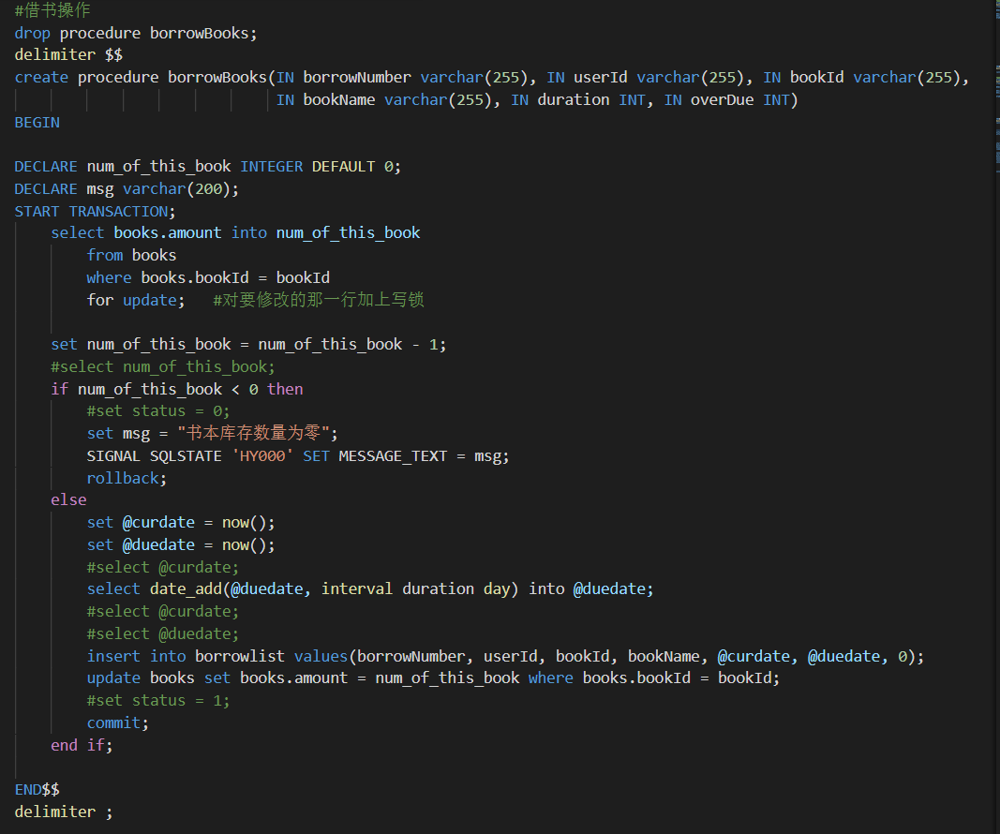 #借书操作
drop procedure borrowBooks;
delimiter $$
create procedure borrowBooks(IN borrowNumber varchar(255), IN userId varchar(255), IN bookId varchar(255),
IN bookName varchar(255), IN duration INT, IN overDue INT)
BEGIN
DECLARE num_of_this_book INTEGER DEFAULT 0;
DECLARE msg varchar(200);
START TRANSACTION;
select books.amount into num_of_this_book
from books
where books.bookId = bookId
for update;   #对要修改的那一行加上写锁
set num_of_this_book = num_of_this_book - 1;
#select num_of_this_book;
if num_of_this_book < 0 then
#set status = 0;
set msg = "书本库存数量为零";
SIGNAL SQLSTATE 'HY000' SET MESSAGE_TEXT = msg;
rollback;
else
set @curdate = now();
set @duedate = now();
#select @curdate;
select date_add(@duedate, interval duration day) into @duedate;
#select @curdate;
#select @duedate;
insert into borrowlist values(borrowNumber, userId, bookId, bookName, @curdate, @duedate, 0);
update books set books.amount = num_of_this_book where books.bookId = bookId;
#set status = 1;
commit;
end if;
END$$
delimiter ;